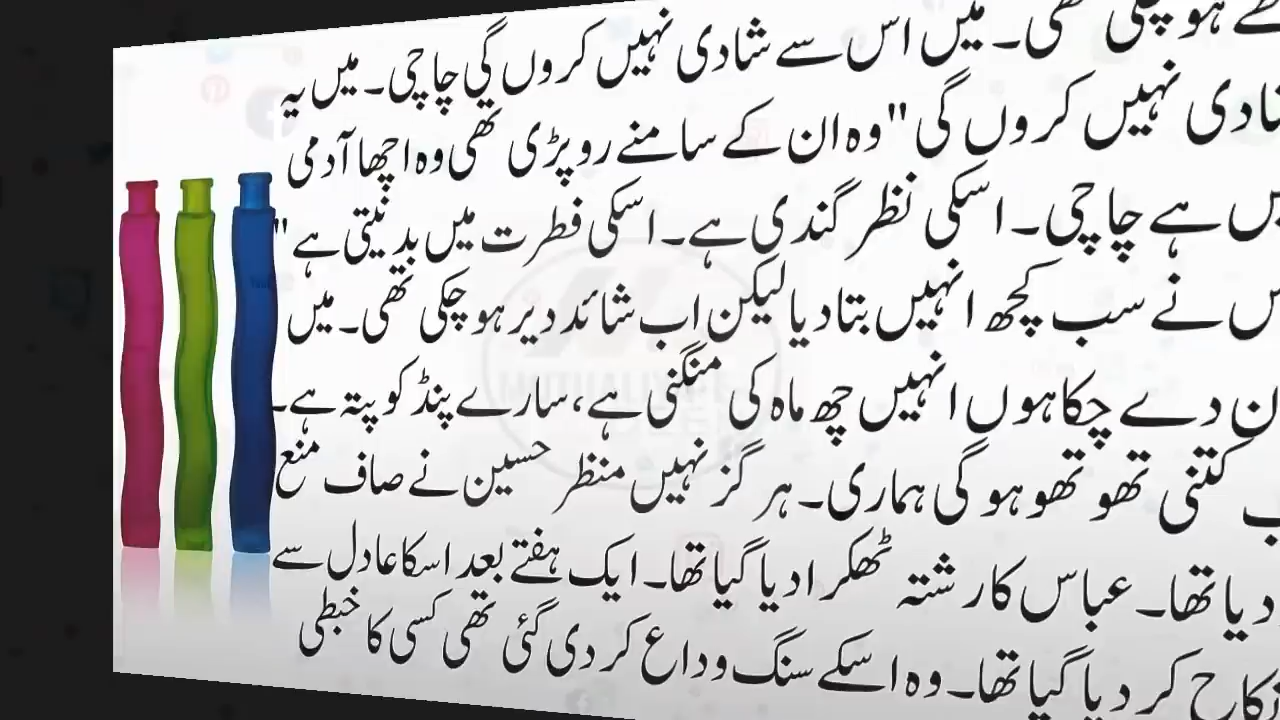 ہو چکی تھی۔ میں اس سے شادی نہیں کروں گی چاچی۔ میں یہ
شادی نہیں کروں گی" وہ ان کے سامنے رو پڑی تھی وہ اچھا آدمی
ہے چاچی۔ اسکی نظر گندی ہے۔ اسکی فطرت میں بدنیتی ہے"
نے سب کچھ انہیں بتا دیا لیکن اب شائد دیر ہو چکی تھی۔ میں
دے چکا ہوں انہیں چھ ماہ کی منگنی ہے، سارے پنڈ کو پتہ ہے۔
کتنی تھو تھو ہو گی ہماری۔ ہر گز نہیں منظر حسین نے صاف منع
دیا تھا۔ عباس کا رشتہ ٹھکرا دیا گیا تھا۔ ایک ہفتے بعد اسکا عادل سے
نکاح کر دیا گیا تھا۔ وہ اسکے سنگ وداع کر دی گئی تھی کسی کا خبطی